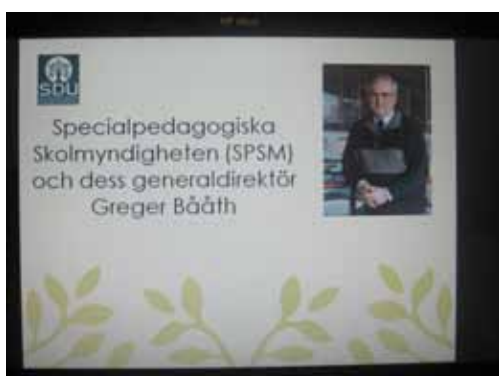 SDU
Specialpedagogiska
Skolmyndigheten (SPSM)
och dess generaldirektör
Greger Bååth